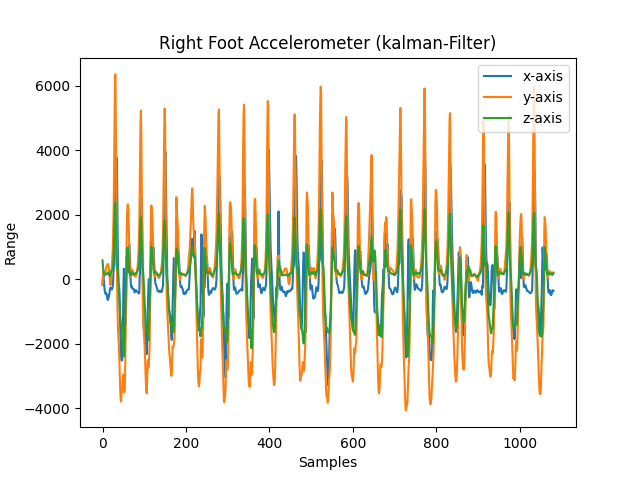 Right Foot Accelerometer (kalman-Filter)
x-axis
y-axis
z-axis
6000
4000
2000
0
−2000
−4000
Range
0 200 400 600 800 1000
Samples